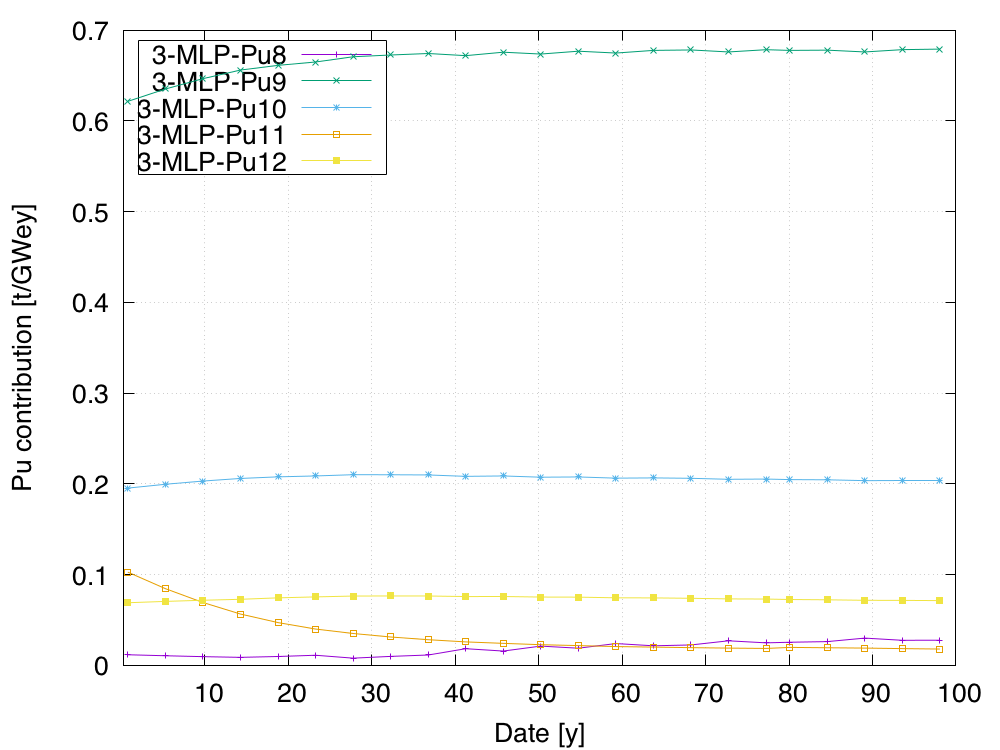 0.7
0.6
0.5
0.4
0.3
0.2
0.1
0
Pu contribution [t/GWey]
3-MLP-Pu8
3-MLP-Pu9
3-MLP-Pu10
3-MLP-Pu11
3-MLP-Pu12
10 20 30 40 50 60 70 80 90 100
Date [y]